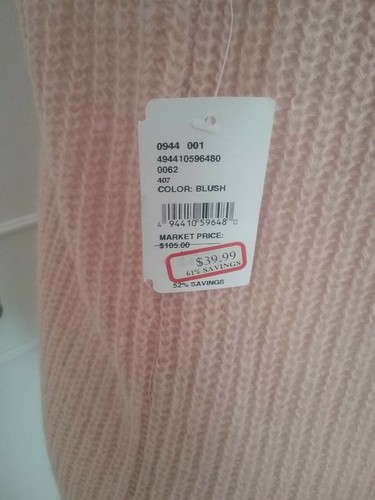 0944 001
494410596480
0062
407
COLOR: BLUSH
4 94410 59648 0
MARKET PRICE:
$105.00
$39.99
61% SAVINGS
52% SAVINGS